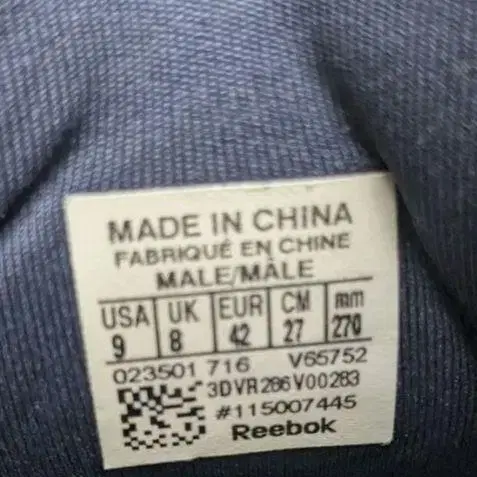 MADE IN CHINA
FABRIQUÉ EN CHINE
MALE/MÂLE
USA UK EUR CM mm
9 8 42 27 270
023501 716 V65752
3DVR286V00283
#115007445
Reebok